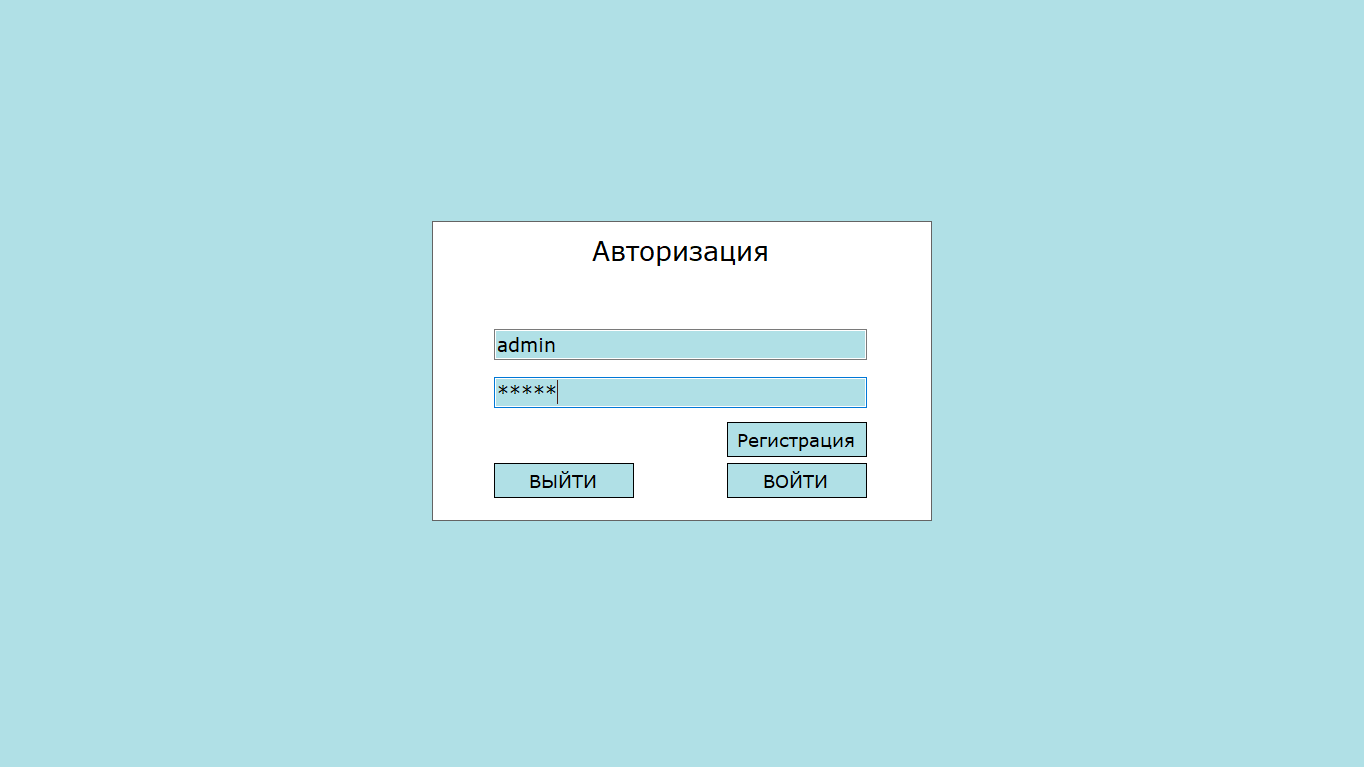 Авторизация
admin
*****
Регистрация
ВЫЙТИ
ВОЙТИ